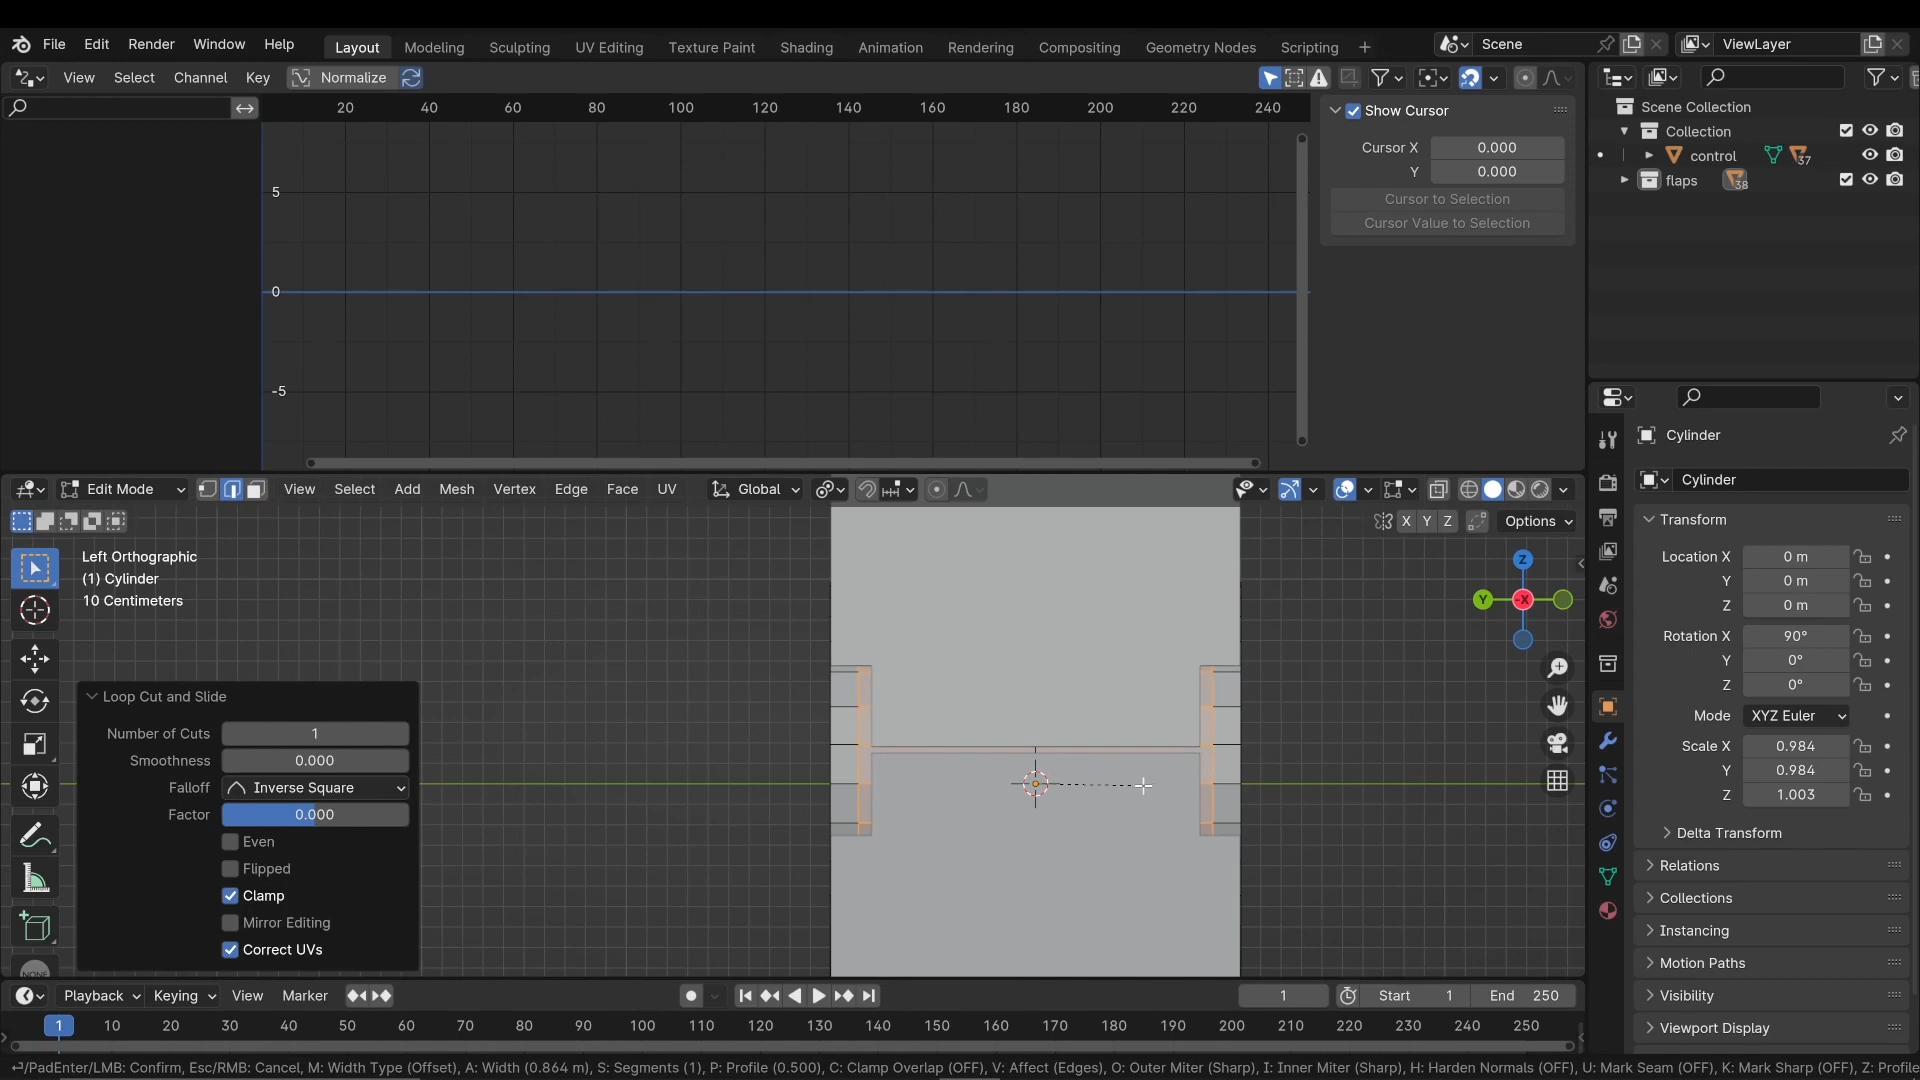 File Edit Render Window Help Layout Modeling Sculpting UV Editing Texture Paint Shading Animation Rendering Compositing Geometry Nodes Scripting Scene ViewLayer
View Select Channel Key Normalize
20 40 60 80 100 120 140 160 180 200 220 240
5
0
-5
Show Cursor
Cursor X 0.000
Y 0.000
Cursor to Selection
Cursor Value to Selection
Scene Collection
Collection
control 37
flaps 38
Edit Mode View Select Add Mesh Vertex Edge Face UV Global
X Y Z Options
Left Orthographic
(1) Cylinder
10 Centimeters
Z
Y -X
Loop Cut and Slide
Number of Cuts 1
Smoothness 0.000
Falloff Inverse Square
Factor 0.000
Even
Flipped
Clamp
Mirror Editing
Correct UVs
NONE
Cylinder
Cylinder
Transform
Location X 0 m
Y 0 m
Z 0 m
Rotation X 90°
Y 0°
Z 0°
Mode XYZ Euler
Scale X 0.984
Y 0.984
Z 1.003
Delta Transform
Relations
Collections
Instancing
Motion Paths
Visibility
Viewport Display
Playback Keying View Marker 1 Start 1 End 250
1 10 20 30 40 50 60 70 80 90 100 110 120 130 140 150 160 170 180 190 200 210 220 230 240 250
/PadEnter/LMB: Confirm, Esc/RMB: Cancel, M: Width Type (Offset), A: Width (0.864 m), S: Segments (1), P: Profile (0.500), C: Clamp Overlap (OFF), V: Affect (Edges), O: Outer Miter (Sharp), I: Inner Miter (Sharp), H: Harden Normals (OFF), U: Mark Seam (OFF), K: Mark Sharp (OFF), Z: Profile